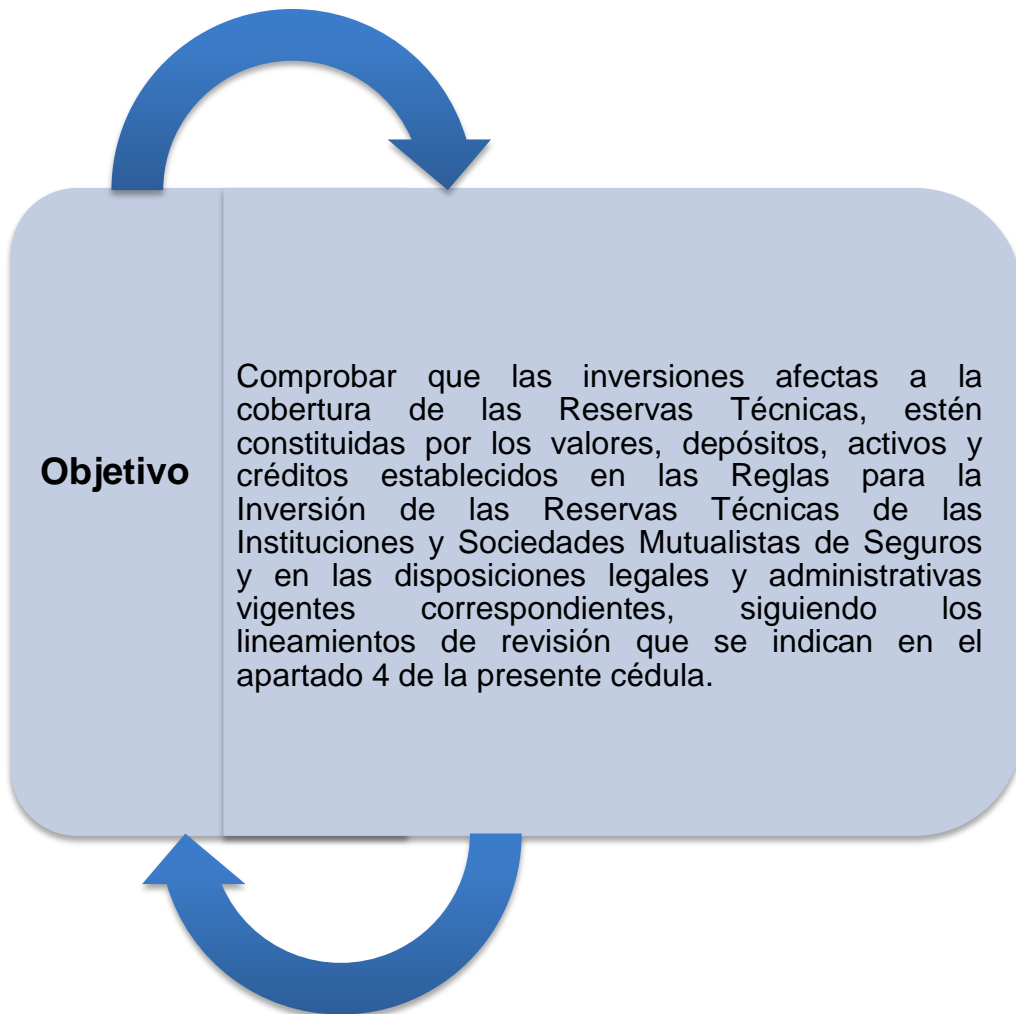 Objetivo
Comprobar que las inversiones afectas a la
cobertura de las Reservas Técnicas, estén
constituidas por los valores, depósitos, activos y
créditos establecidos en las Reglas para la
Inversión de las Reservas Técnicas de las
Instituciones y Sociedades Mutualistas de Seguros
y en las disposiciones legales y administrativas
vigentes correspondientes, siguiendo los
lineamientos de revisión que se indican en el
apartado 4 de la presente cédula.